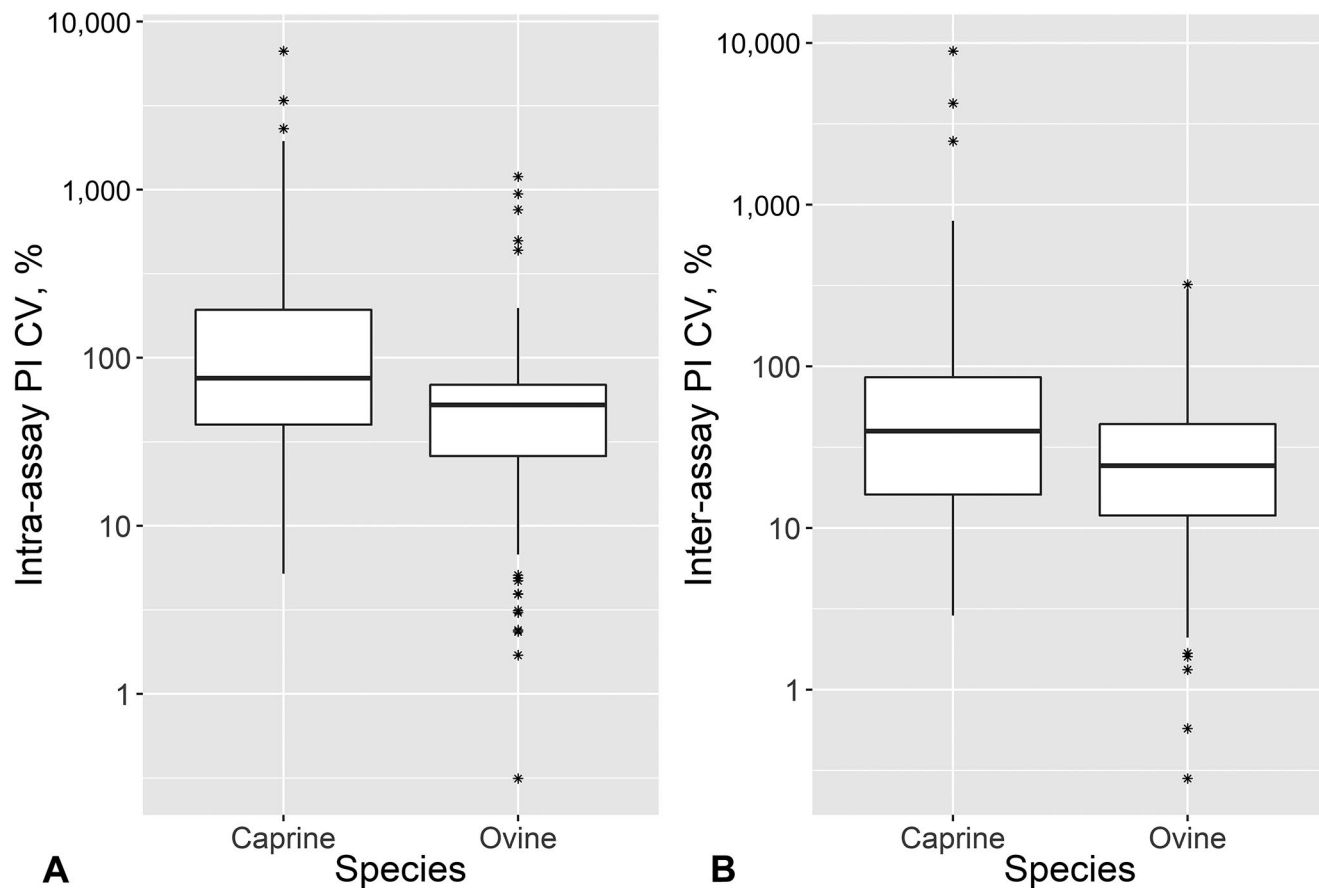 10,000
1,000
100
10
1
Intra-assay PI CV, %
Caprine Ovine
Species
A
10,000
1,000
100
10
1
Inter-assay PI CV, %
Caprine Ovine
Species
B